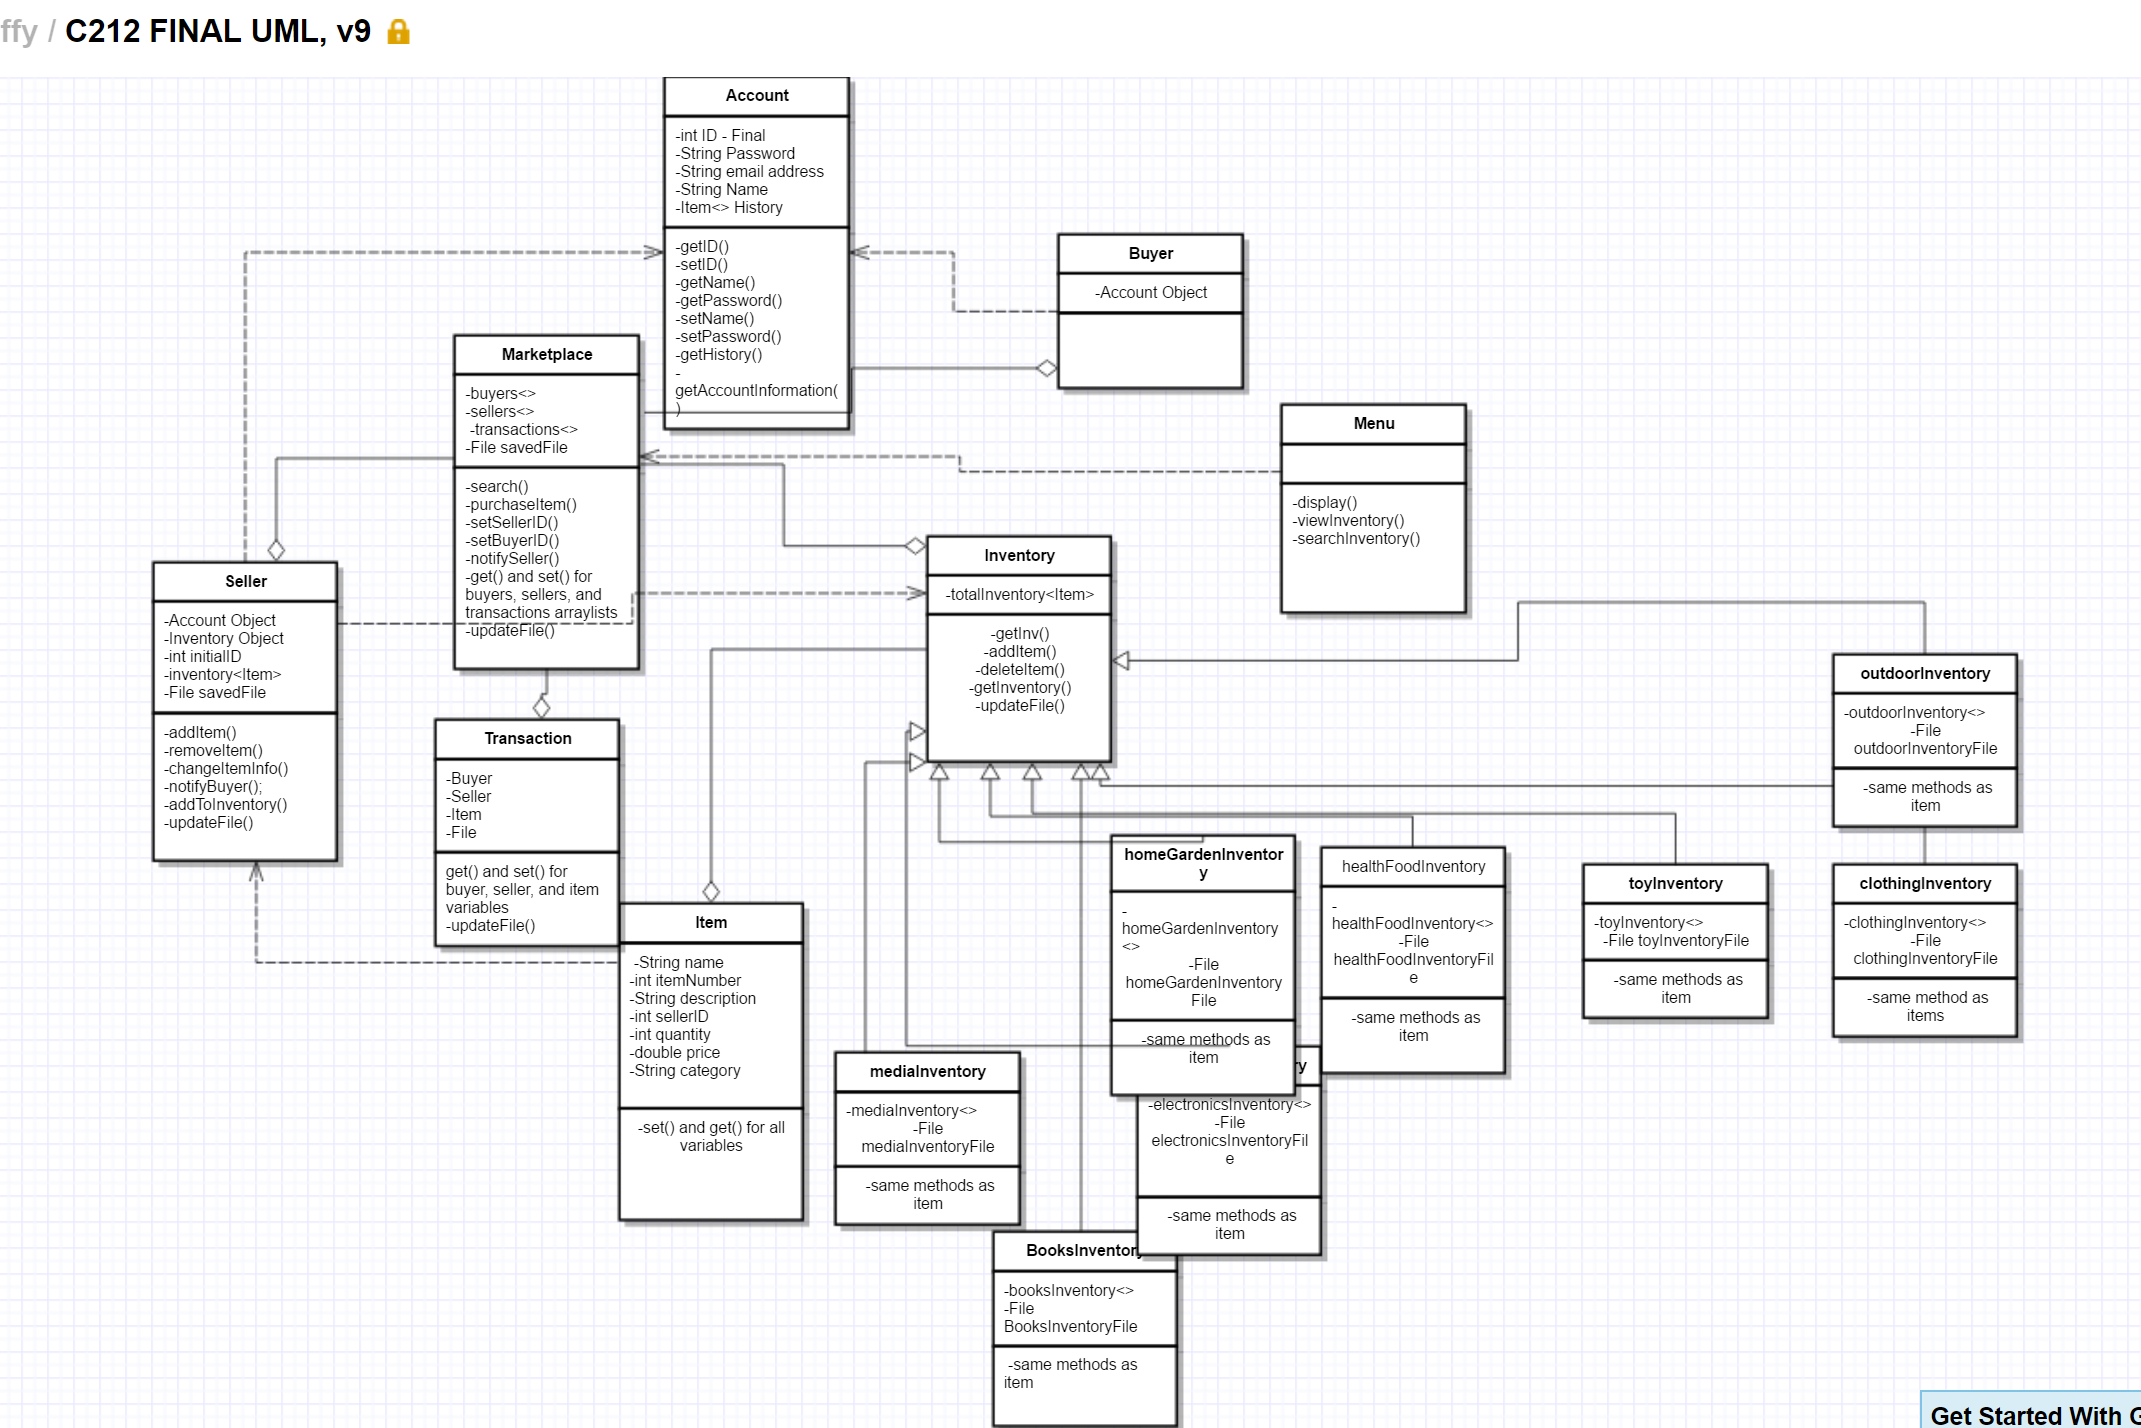 ffy / C212 FINAL UML, v9
Account
-int ID - Final
-String Password
-String email address
-String Name
-Item<> History
-getID()
-setID()
-getName()
-getPassword()
-setName()
-setPassword()
-getHistory()
-
getAccountInformation(
)
Buyer
-Account Object
Marketplace
-buyers<>
-sellers<>
-transactions<>
-File savedFile
-search()
-purchaseItem()
-setSellerID()
-setBuyerID()
-notifySeller()
-get() and set() for
buyers, sellers, and
transactions arraylists
-updateFile()
Menu
-display()
-viewInventory()
-searchInventory()
Inventory
-totalInventory<Item>
-getInv()
-addItem()
-deleteItem()
-getInventory()
-updateFile()
Seller
-Account Object
-Inventory Object
-int initialID
-inventory<Item>
-File savedFile
-addItem()
-removeItem()
-changeItemInfo()
-notifyBuyer();
-addToInventory()
-updateFile()
Transaction
-Buyer
-Seller
-Item
-File
get() and set() for
buyer, seller, and item
variables
-updateFile()
Item
-String name
-int itemNumber
-String description
-int sellerID
-int quantity
-double price
-String category
-set() and get() for all
variables
outdoorInventory
-outdoorInventory<>
-File
outdoorInventoryFile
-same methods as
item
homeGardenInventor
y
-
homeGardenInventory
<>
-File
homeGardenInventory
File
-same methods as
item
healthFoodInventory
-
healthFoodInventory<>
-File
healthFoodInventoryFil
e
-same methods as
item
toyInventory
-toyInventory<>
-File toyInventoryFile
-same methods as
item
clothingInventory
-clothingInventory<>
-File
clothingInventoryFile
-same method as
items
mediaInventory
-mediaInventory<>
-File
mediaInventoryFile
-same methods as
item
ry
-electronicsInventory<>
-File
electronicsInventoryFil
e
-same methods as
item
BooksInventory
-booksInventory<>
-File
BooksInventoryFile
-same methods as
item
Get Started With G